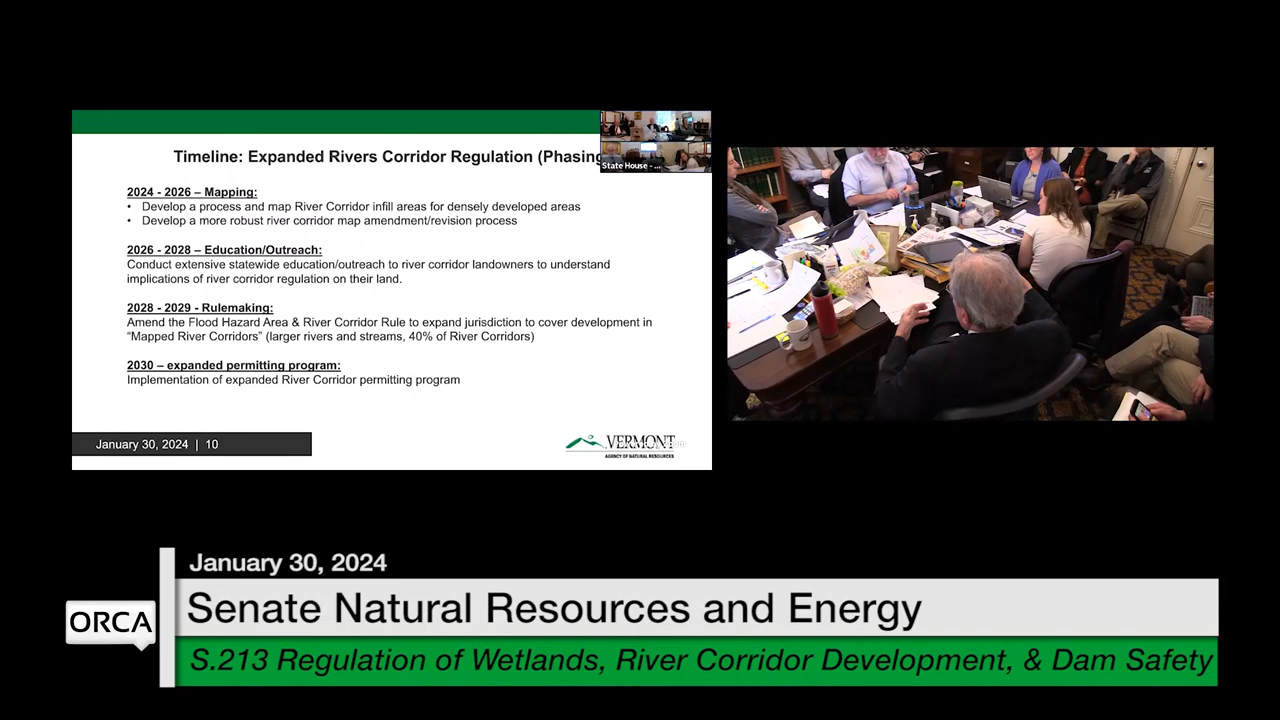 Timeline: Expanded Rivers Corridor Regulation (Phasing
State House - ...
2024 - 2026 – Mapping:
• Develop a process and map River Corridor infill areas for densely developed areas
• Develop a more robust river corridor map amendment/revision process
2026 - 2028 – Education/Outreach:
Conduct extensive statewide education/outreach to river corridor landowners to understand
implications of river corridor regulation on their land.
2028 - 2029 - Rulemaking:
Amend the Flood Hazard Area & River Corridor Rule to expand jurisdiction to cover development in
“Mapped River Corridors” (larger rivers and streams, 40% of River Corridors)
2030 – expanded permitting program:
Implementation of expanded River Corridor permitting program
January 30, 2024 | 10
VERMONT
AGENCY OF NATURAL RESOURCES
January 30, 2024
ORCA
Senate Natural Resources and Energy
S.213 Regulation of Wetlands, River Corridor Development, & Dam Safety